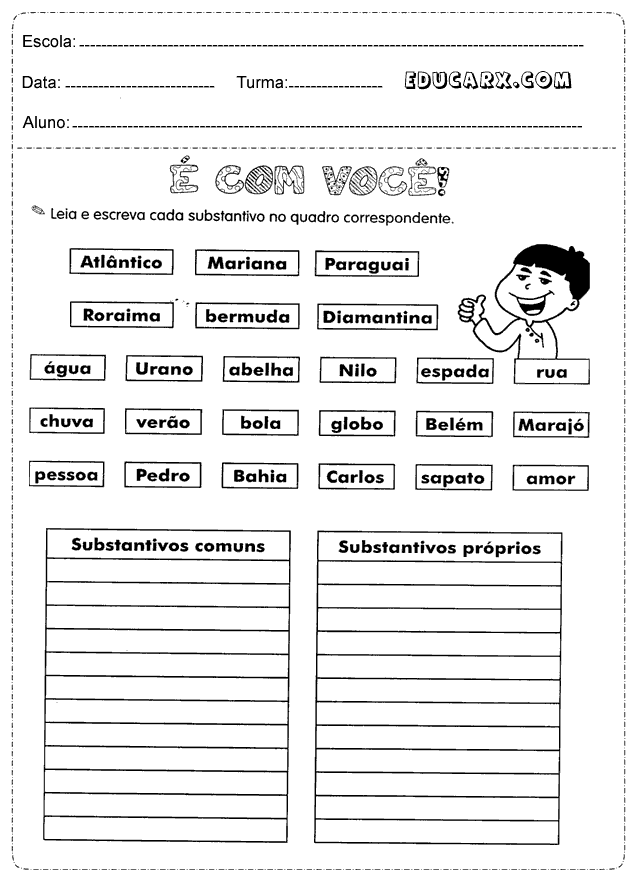 Escola:
Data: Turma: EDUCARX.COM
Aluno:
É COM VOCÊ!
Leia e escreva cada substantivo no quadro correspondente.
Atlântico Mariana Paraguai
Roraima bermuda Diamantina
água Urano abelha Nilo espada rua
chuva verão bola globo Belém Marajó
pessoa Pedro Bahia Carlos sapato amor
Substantivos comuns Substantivos próprios